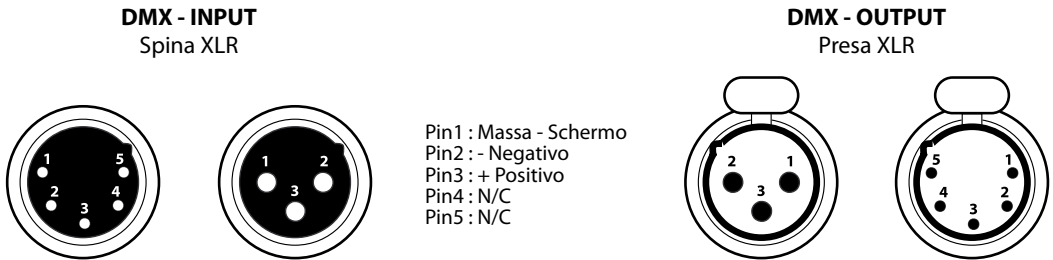 DMX - INPUT
Spina XLR
DMX - OUTPUT
Presa XLR
1 5
2 4
3
1 2
3
Pin1 : Massa - Schermo
Pin2 : - Negativo
Pin3 : + Positivo
Pin4 : N/C
Pin5 : N/C
2 1
3
5 1
4 2
3